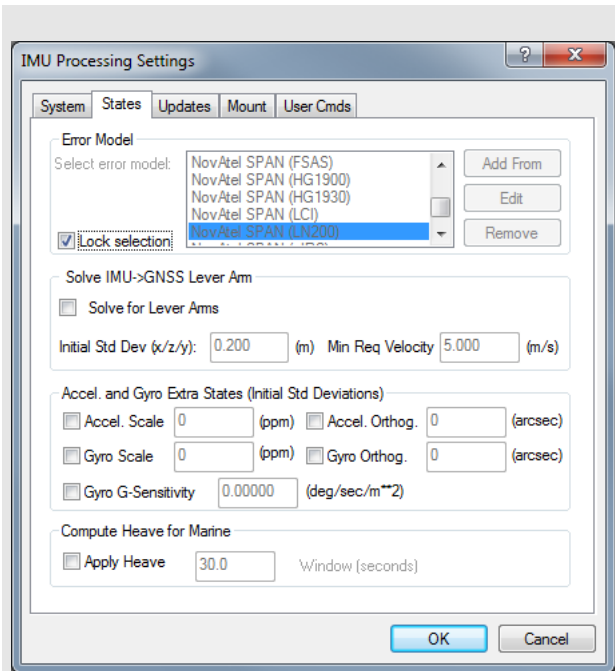 IMU Processing Settings
System States Updates Mount User Cmds
Error Model
Select error model:
NovAtel SPAN (FSAS)
NovAtel SPAN (HG1900)
NovAtel SPAN (HG1930)
NovAtel SPAN (LCI)
NovAtel SPAN (LN200)
Add From
Edit
Remove
Lock selection
Solve IMU->GNSS Lever Arm
Solve for Lever Arms
Initial Std Dev (x/z/y): 0.200 (m) Min Req Velocity 5.000 (m/s)
Accel. and Gyro Extra States (Initial Std Deviations)
Accel. Scale 0 (ppm) Accel. Orthog. 0 (arcsec)
Gyro Scale 0 (ppm) Gyro Orthog. 0 (arcsec)
Gyro G-Sensitivity 0.00000 (deg/sec/m**2)
Compute Heave for Marine
Apply Heave 30.0 Window (seconds)
OK Cancel